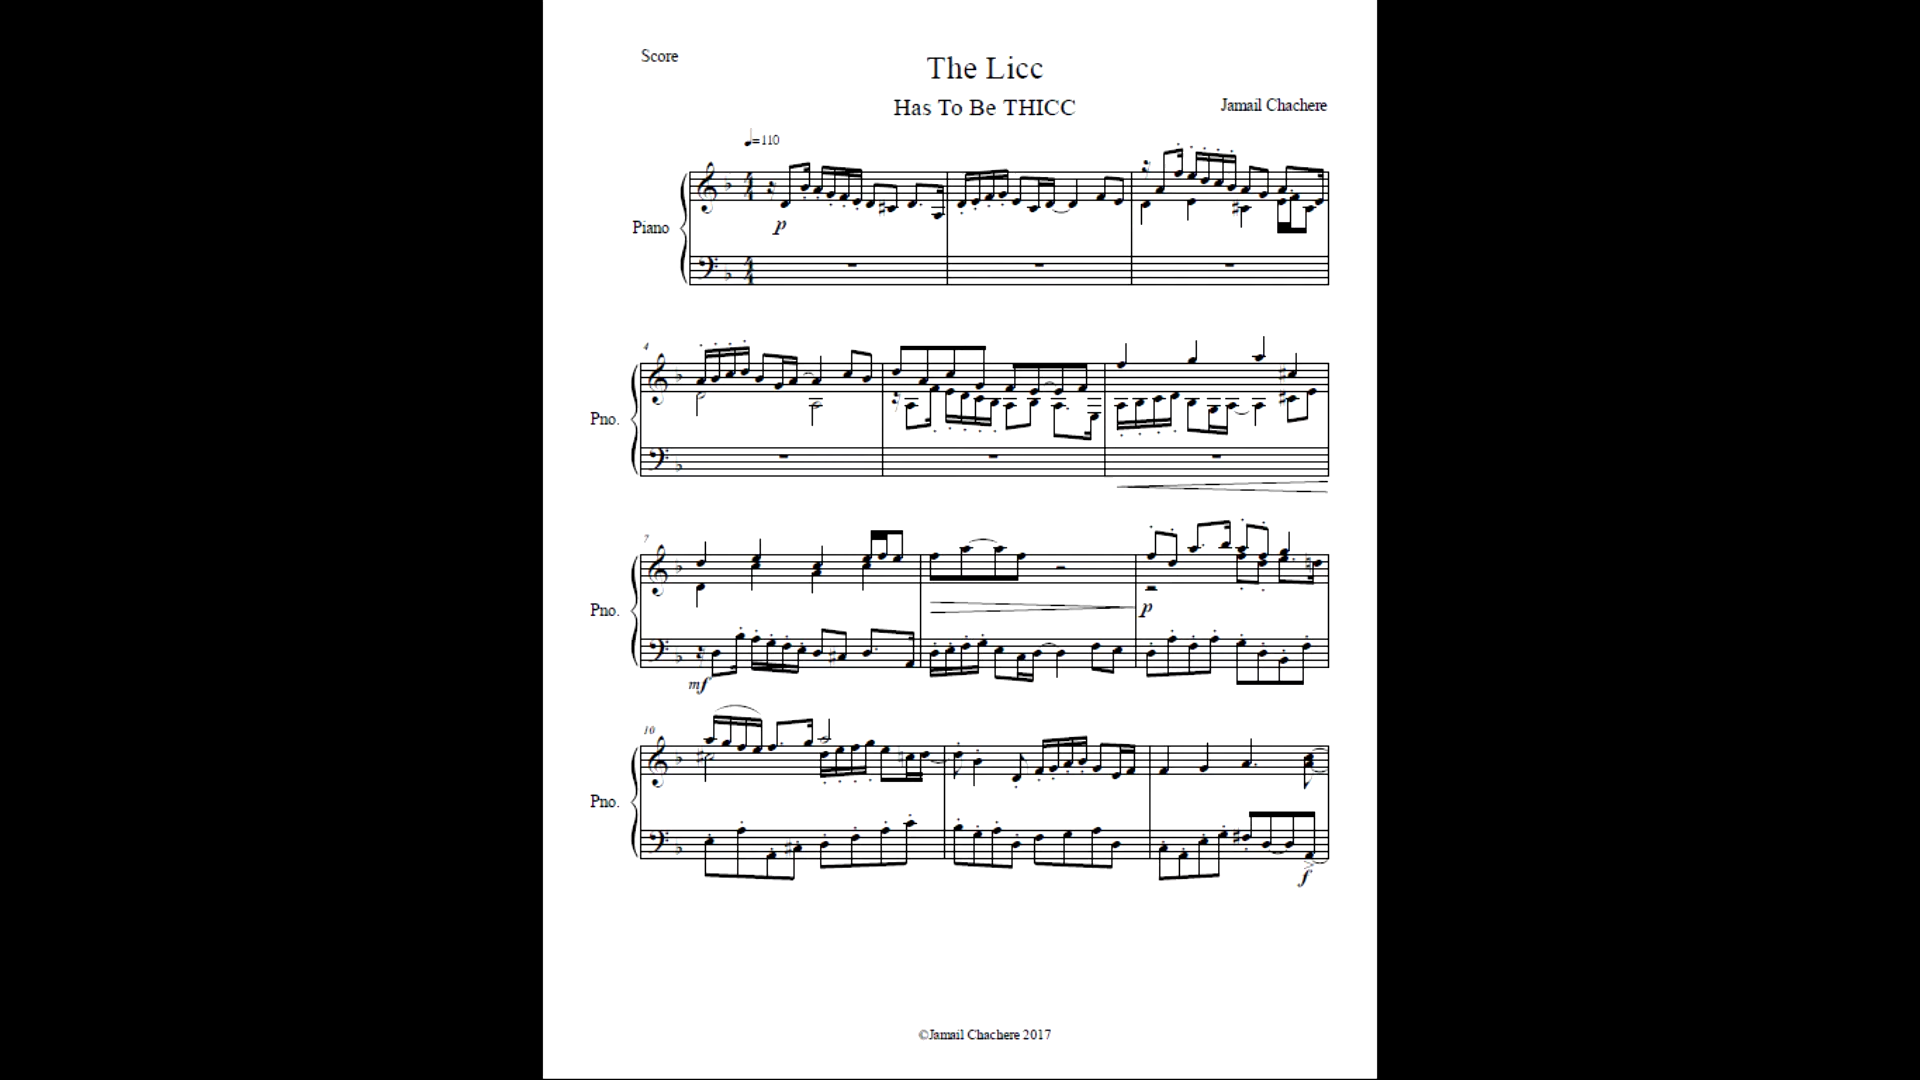 Score
The Licc
Has To Be THICC
Jamail Chachere
=110
Piano
p
4
Pno.
7
Pno.
p
mf
10
Pno.
f
©Jamail Chachere 2017